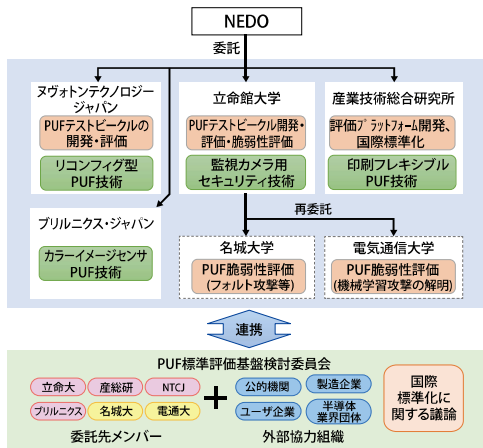 NEDO
委託
ヌヴォトンテクノロジー
ジャパン
PUFテストビークルの
開発・評価
リコンフィグ型
PUF技術
立命館大学
PUFテストビークル開発・
評価・脆弱性評価
監視カメラ用
セキュリティ技術
産業技術総合研究所
評価プラットフォーム開発、
国際標準化
印刷フレキシブル
PUF技術
ブリルニクス・ジャパン
カラーイメージセンサ
PUF技術
再委託
名城大学
PUF脆弱性評価
(フォルト攻撃等)
電気通信大学
PUF脆弱性評価
(機械学習攻撃の解明)
連携
PUF標準評価基盤検討委員会
立命大
産総研
NTCJ
ブリルニクス
名城大
電通大
委託先メンバー
+
公的機関
製造企業
ユーザ企業
半導体
業界団体
外部協力組織
国際
標準化に
関する議論